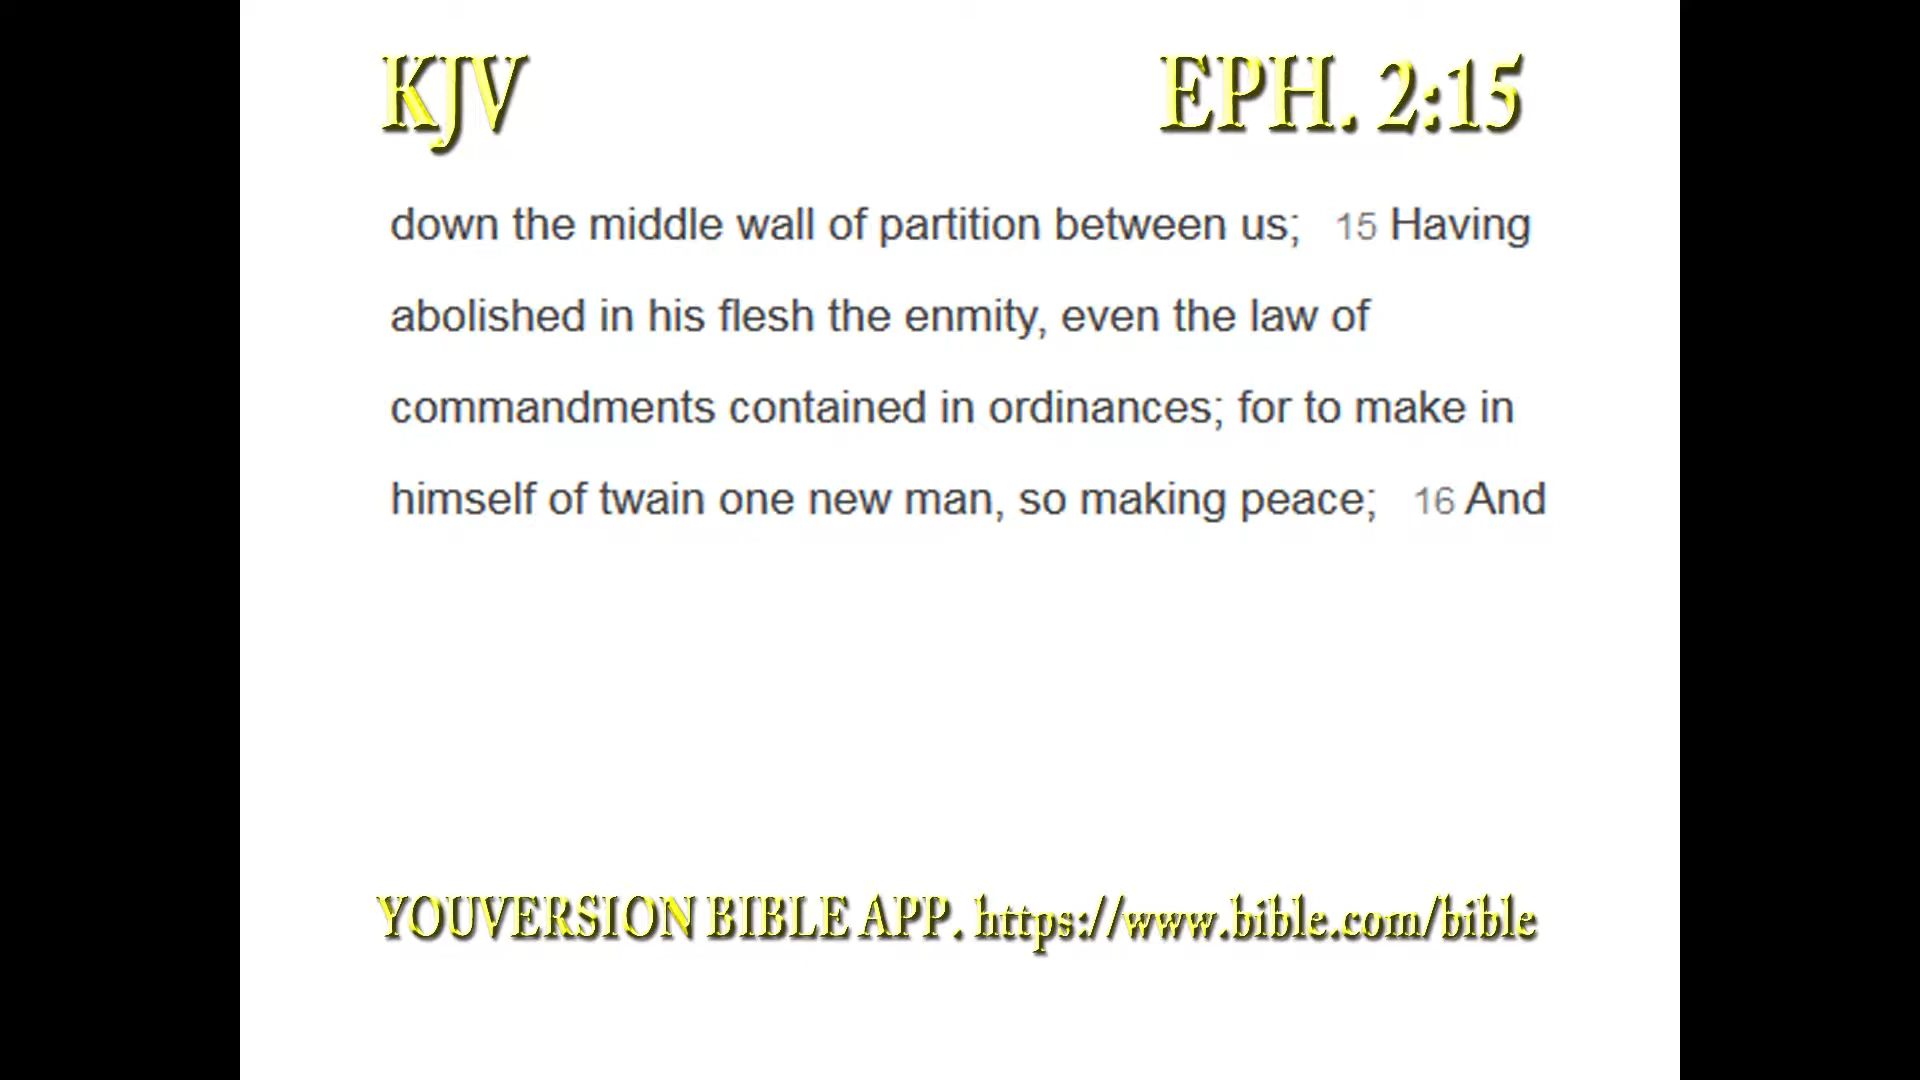 KJV EPH. 2:15
down the middle wall of partition between us; 15 Having
abolished in his flesh the enmity, even the law of
commandments contained in ordinances; for to make in
himself of twain one new man, so making peace; 16 And
YOUVERSION BIBLE APP. https://www.bible.com/bible